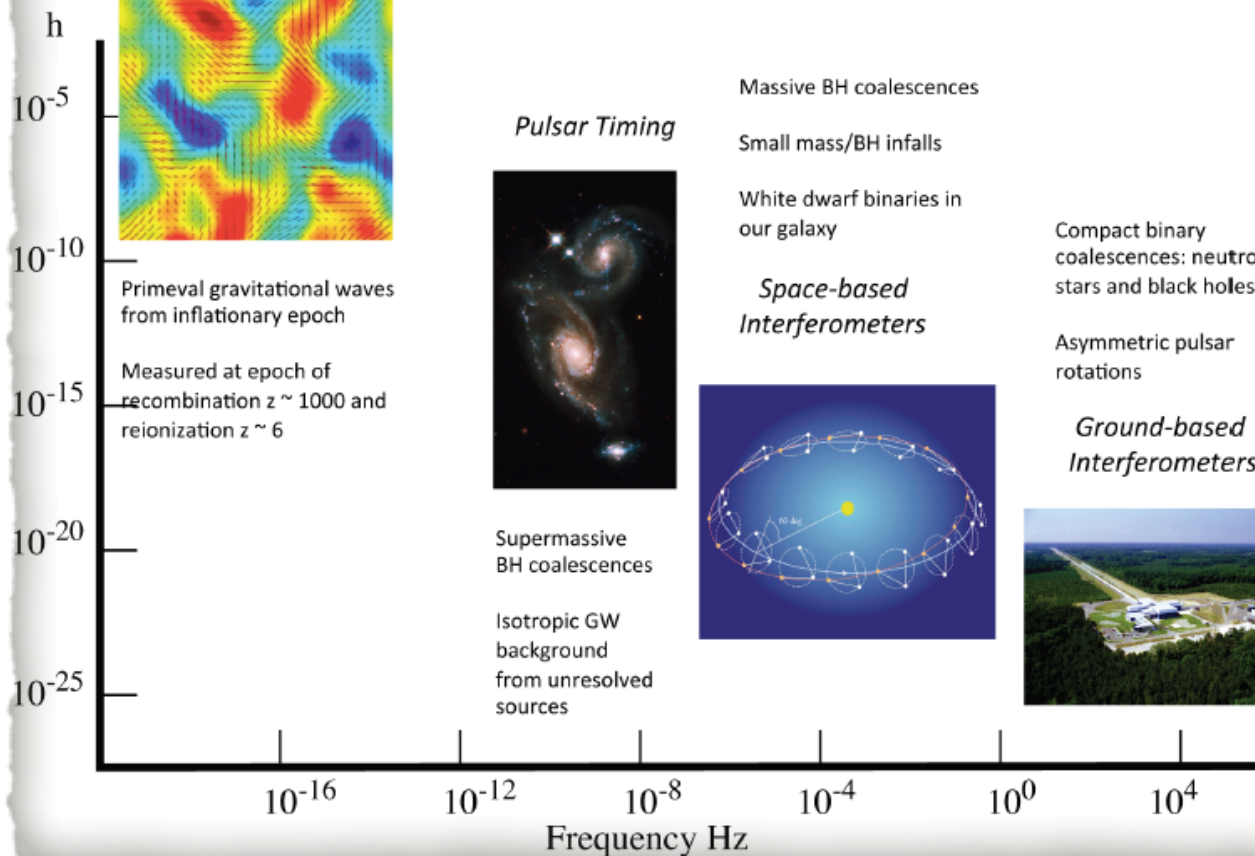 h
10-5
10-10
10-15
10-20
10-25
Primeval gravitational waves
from inflationary epoch
Measured at epoch of
recombination z ~ 1000 and
reionization z ~ 6
Pulsar Timing
Supermassive
BH coalescences
Isotropic GW
background
from unresolved
sources
Massive BH coalescences
Small mass/BH infalls
White dwarf binaries in
our galaxy
Space-based
Interferometers
60 deg
Compact binary
coalescences: neutro
stars and black holes
Asymmetric pulsar
rotations
Ground-based
Interferometers
10-16 10-12 10-8 10-4 100 104
Frequency Hz